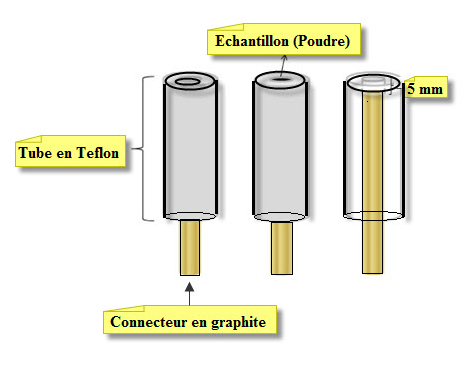 Echantillon (Poudre)
5 mm
Tube en Teflon
Connecteur en graphite